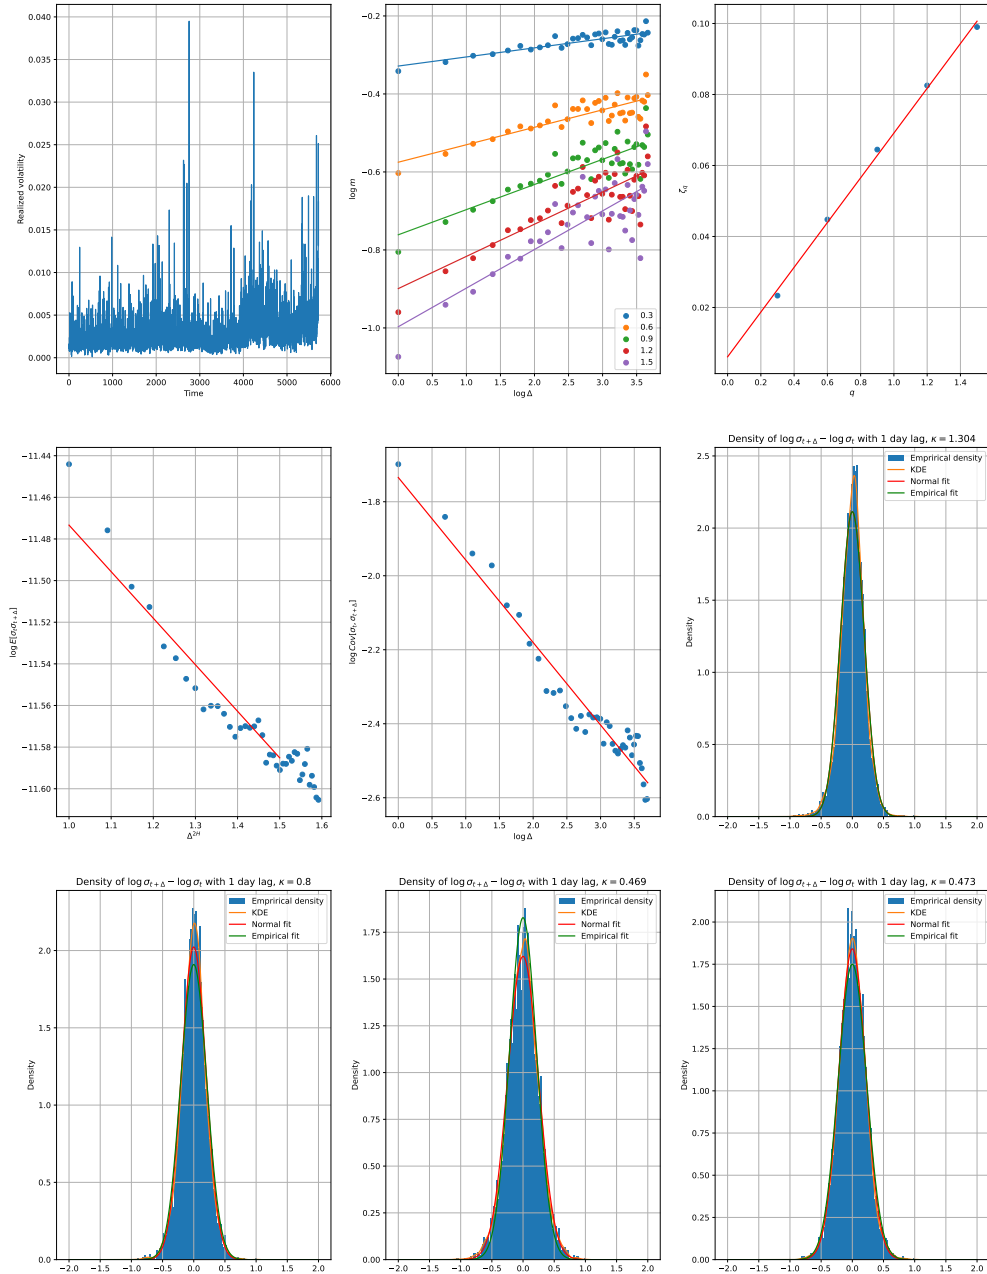 0.040
0.035
0.030
0.025
0.020
0.015
0.010
0.005
0.000
Realized volatility
0 1000 2000 3000 4000 5000 6000
Time
−0.2
−0.4
−0.6
−0.8
−1.0
log m
0.3
0.6
0.9
1.2
1.5
0.0 0.5 1.0 1.5 2.0 2.5 3.0 3.5
log Δ
0.10
0.08
0.06
0.04
0.02
ζq
0.0 0.2 0.4 0.6 0.8 1.0 1.2 1.4
q
−11.44
−11.46
−11.48
−11.50
−11.52
−11.54
−11.56
−11.58
−11.60
log E[σtσt+Δ]
1.0 1.1 1.2 1.3 1.4 1.5 1.6
Δ^2H
−1.8
−2.0
−2.2
−2.4
−2.6
log Cov[σt, σt+Δ]
0.0 0.5 1.0 1.5 2.0 2.5 3.0 3.5
log Δ
Density of log σt+Δ − log σt with 1 day lag, κ = 1.304
Emprirical density
KDE
Normal fit
Empirical fit
2.5
2.0
1.5
1.0
0.5
0.0
Density
−2.0 −1.5 −1.0 −0.5 0.0 0.5 1.0 1.5 2.0
Density of log σt+Δ − log σt with 1 day lag, κ = 0.8
Emprirical density
KDE
Normal fit
Empirical fit
2.0
1.5
1.0
0.5
0.0
Density
−2.0 −1.5 −1.0 −0.5 0.0 0.5 1.0 1.5 2.0
Density of log σt+Δ − log σt with 1 day lag, κ = 0.469
Emprirical density
KDE
Normal fit
Empirical fit
1.75
1.50
1.25
1.00
0.75
0.50
0.25
0.00
Density
−2.0 −1.5 −1.0 −0.5 0.0 0.5 1.0 1.5 2.0
Density of log σt+Δ − log σt with 1 day lag, κ = 0.473
Emprirical density
KDE
Normal fit
Empirical fit
2.00
1.75
1.50
1.25
1.00
0.75
0.50
0.25
0.00
Density
−2.0 −1.5 −1.0 −0.5 0.0 0.5 1.0 1.5 2.0